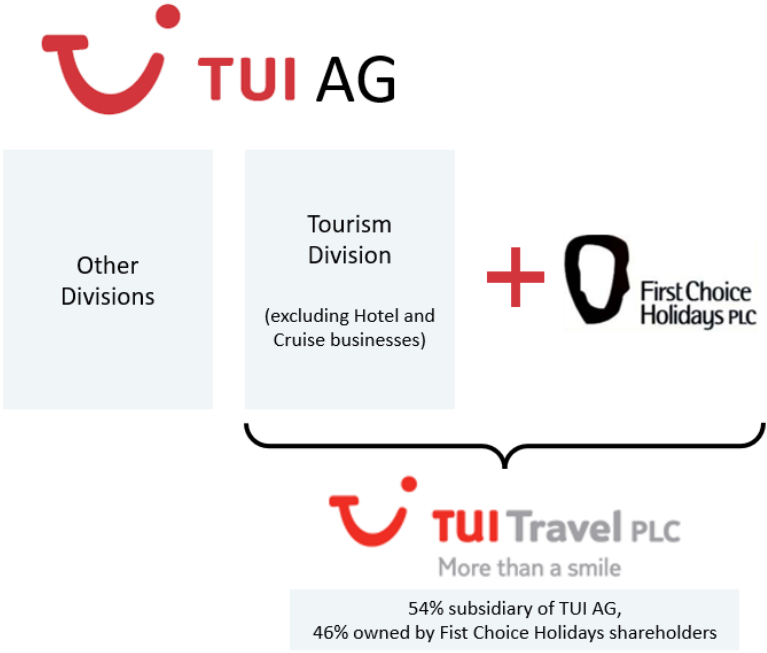 TUI AG
Other
Divisions
Tourism
Division
(excluding Hotel and
Cruise businesses)
+
First Choice
Holidays PLC
TUI Travel PLC
More than a smile
54% subsidiary of TUI AG,
46% owned by Fist Choice Holidays shareholders